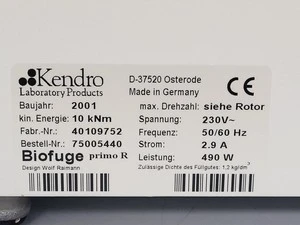 Kendro
Laboratory Products
D-37520 Osterode
Made in Germany
CE
Baujahr: 2001
max. Drehzahl: siehe Rotor
kin. Energie: 10 kNm
Spannung: 230V~
Fabr.-Nr.: 40109752
Frequenz: 50/60 Hz
Bestell-Nr.: 75005440
Strom: 2.9 A
Biofuge primo R
Leistung: 490 W
Design Wolf Raimann
Zulässige Dichte des Füllgutes: 1,2 kg/dm³